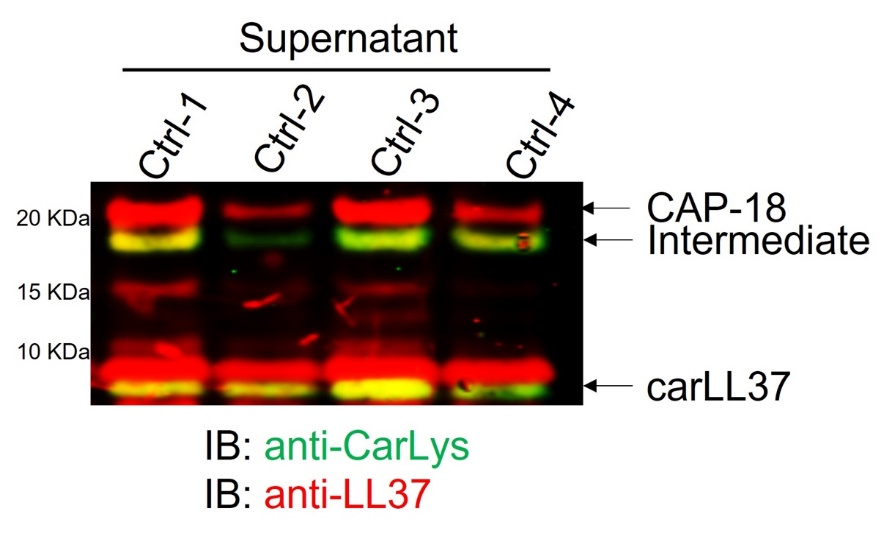 Supernatant
Ctrl-1 Ctrl-2 Ctrl-3 Ctrl-4
20 KDa CAP-18
Intermediate
15 KDa
10 KDa
carLL37
IB: anti-CarLys
IB: anti-LL37